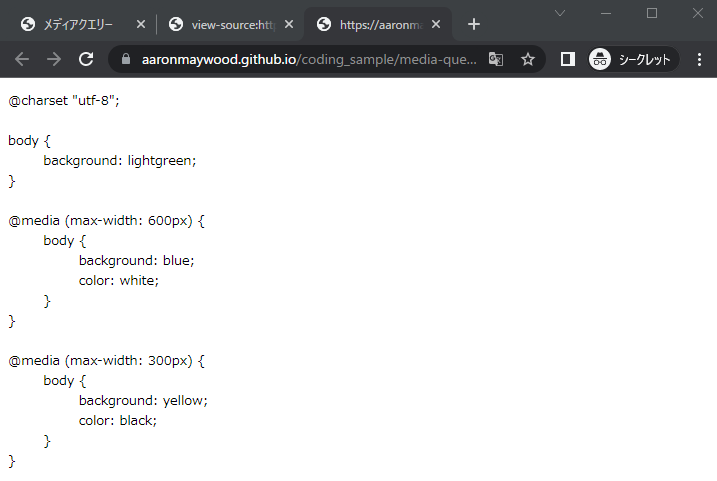 メディアクエリー
view-source:http
https://aaronma
aaronmaywood.github.io/coding_sample/media-que...
シークレット
@charset "utf-8";
body {
background: lightgreen;
}
@media (max-width: 600px) {
body {
background: blue;
color: white;
}
}
@media (max-width: 300px) {
body {
background: yellow;
color: black;
}
}